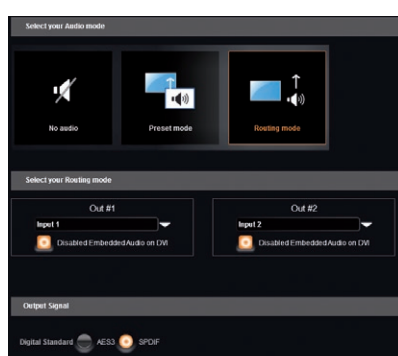 Select your Audio mode
No audio
Preset mode
Routing mode
Select your Routing mode
Out #1
Out #2
Input 1
Input 2
Disabled Embedded Audio on DVI
Disabled Embedded Audio on DVI
Output Signal
Digital Standard AES3 SPDIF